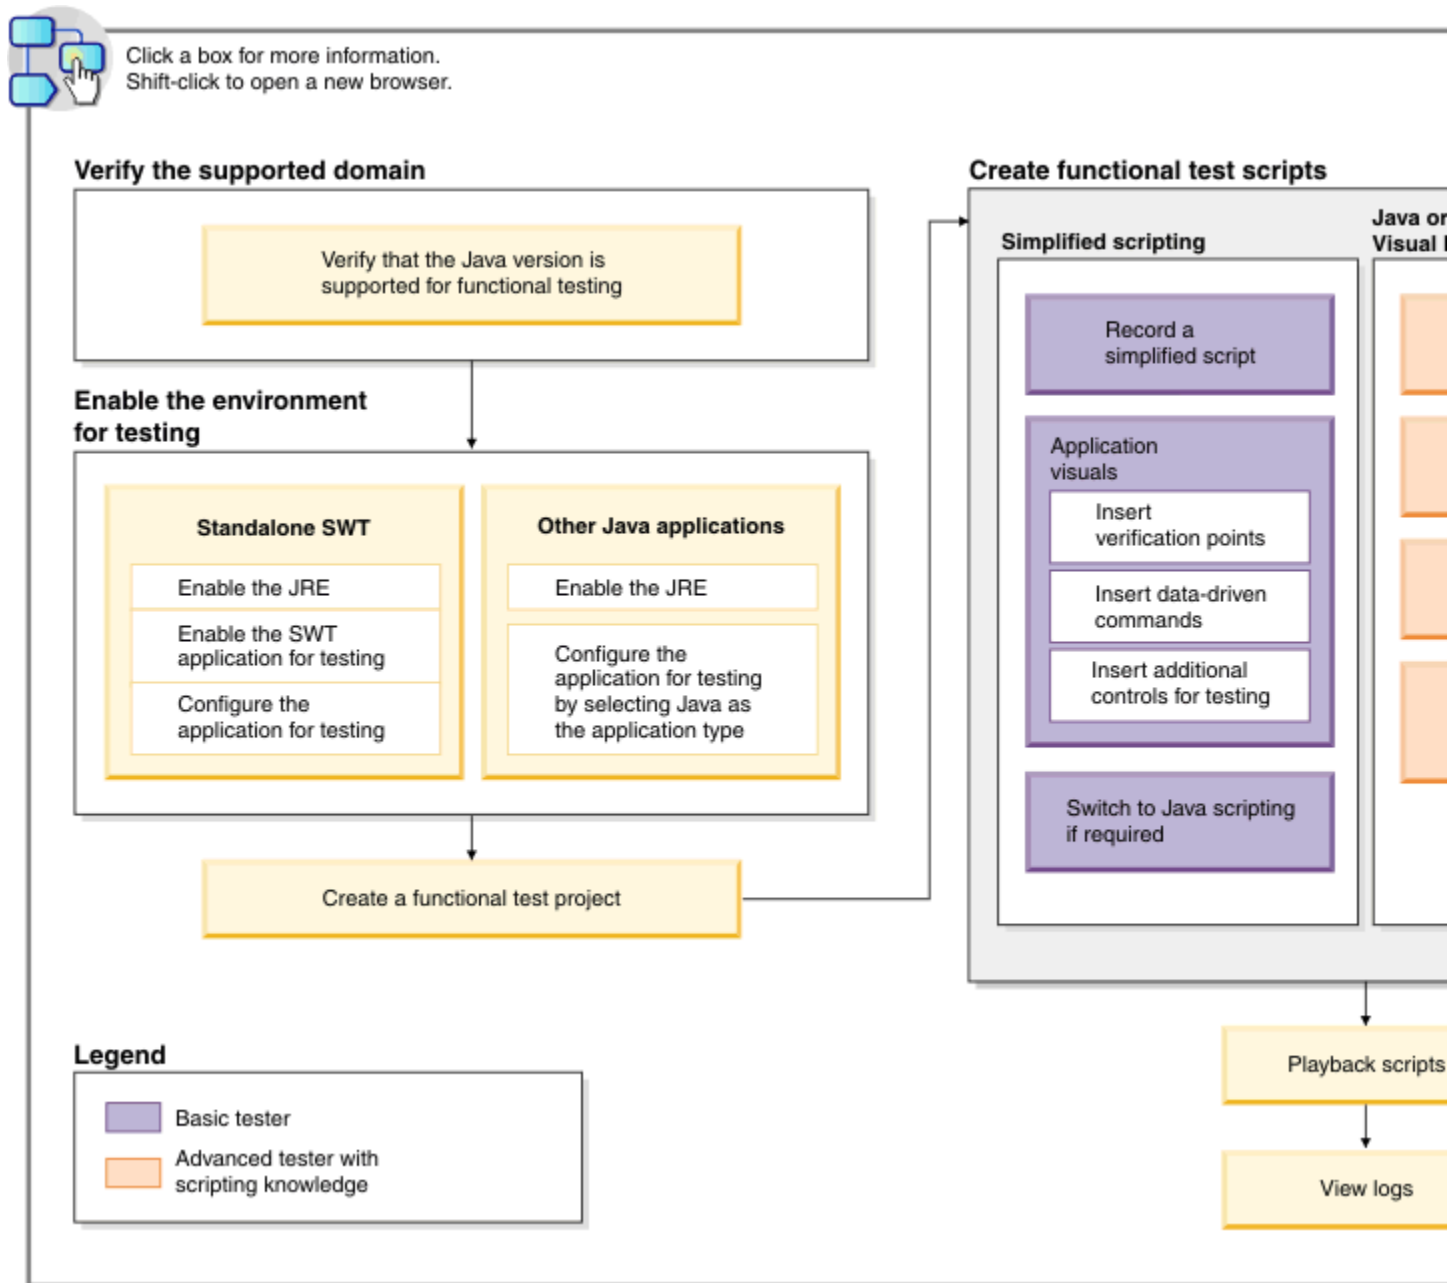 Click a box for more information.
Shift-click to open a new browser.
Verify the supported domain
Verify that the Java version is
supported for functional testing
Enable the environment
for testing
Standalone SWT
Enable the JRE
Enable the SWT
application for testing
Configure the
application for testing
Other Java applications
Enable the JRE
Configure the
application for testing
by selecting Java as
the application type
Create a functional test project
Create functional test scripts
Simplified scripting
Record a
simplified script
Application
visuals
Insert
verification points
Insert data-driven
commands
Insert additional
controls for testing
Switch to Java scripting
if required
Java or
Visual
Playback scripts
View logs
Legend
Basic tester
Advanced tester with
scripting knowledge